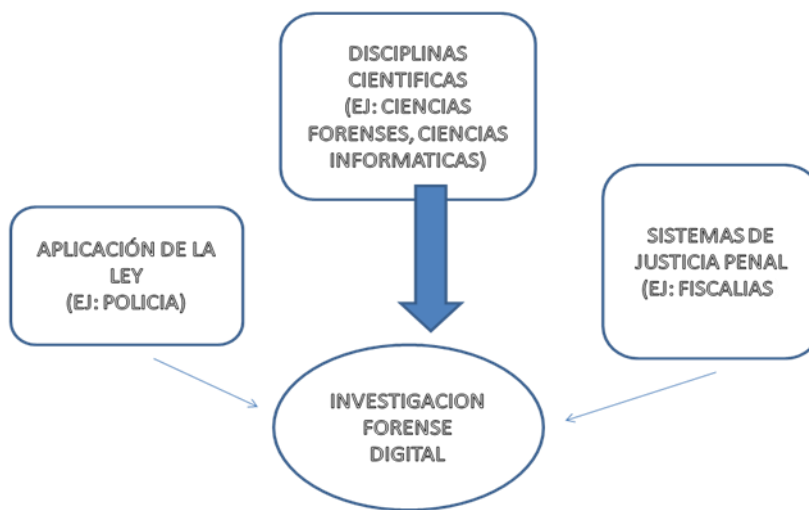 DISCIPLINAS
CIENTIFICAS
(EJ: CIENCIAS
FORENSES, CIENCIAS
INFORMATICAS)
APLICACIÓN DE LA
LEY
(EJ: POLICIA)
SISTEMAS DE
JUSTICIA PENAL
(EJ: FISCALIAS
INVESTIGACION
FORENSE
DIGITAL